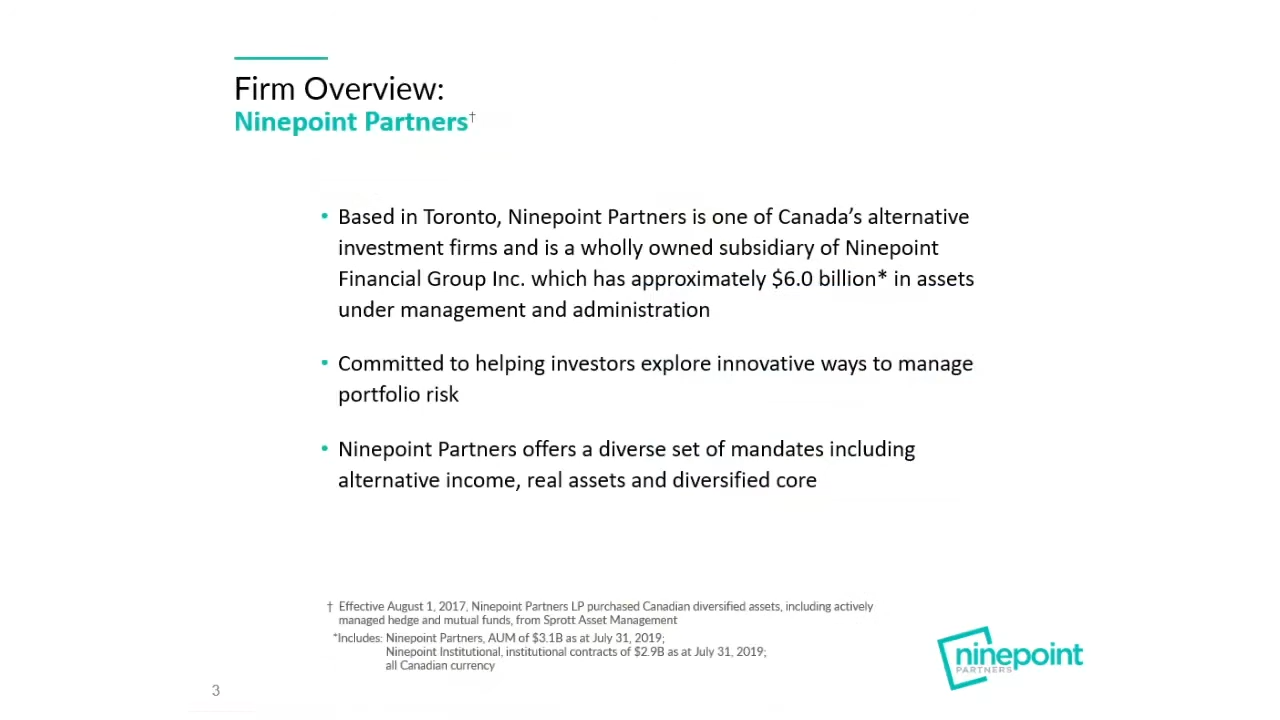 Firm Overview:
Ninepoint Partners†
• Based in Toronto, Ninepoint Partners is one of Canada’s alternative
investment firms and is a wholly owned subsidiary of Ninepoint
Financial Group Inc. which has approximately $6.0 billion* in assets
under management and administration
• Committed to helping investors explore innovative ways to manage
portfolio risk
• Ninepoint Partners offers a diverse set of mandates including
alternative income, real assets and diversified core
† Effective August 1, 2017, Ninepoint Partners LP purchased Canadian diversified assets, including actively
managed hedge and mutual funds, from Sprott Asset Management
*Includes: Ninepoint Partners, AUM of $3.1B as at July 31, 2019;
Ninepoint Institutional, institutional contracts of $2.9B as at July 31, 2019;
all Canadian currency
ninepoint
PARTNERS
3